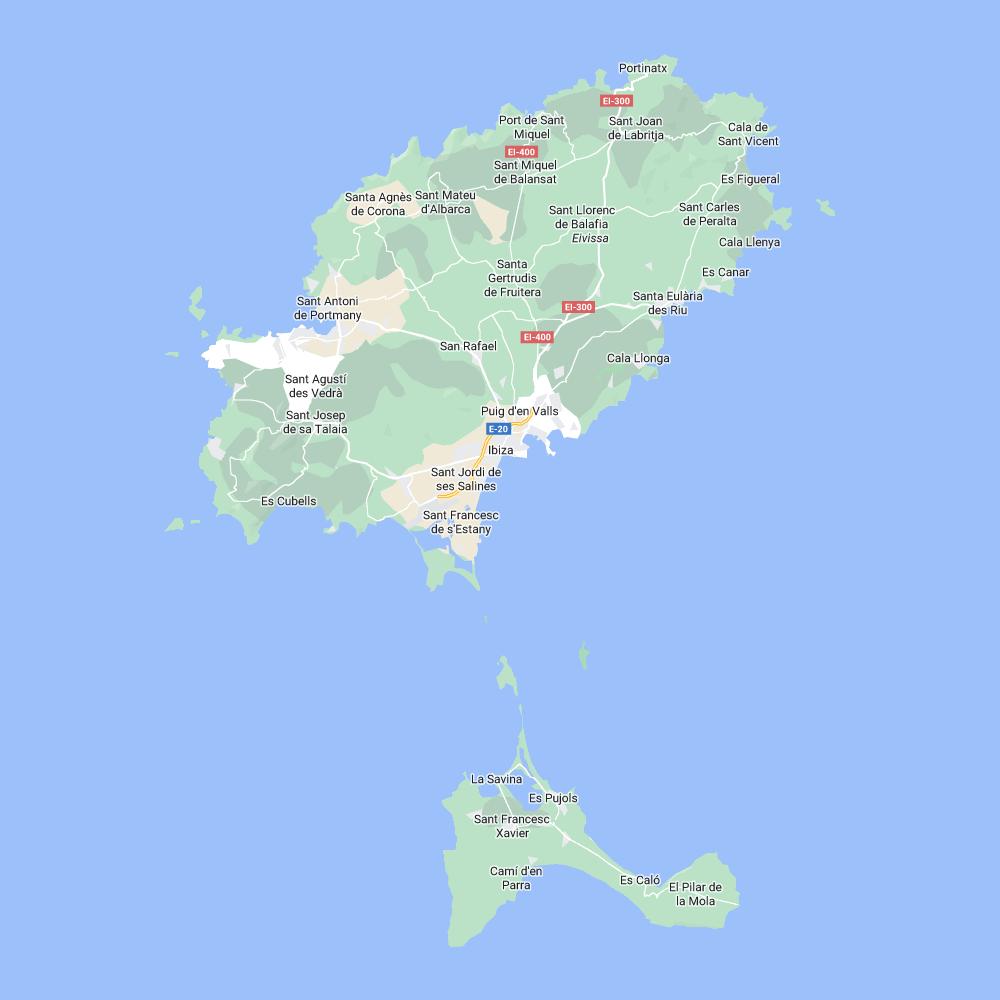 Portinatx
EI-300
Port de Sant
Miquel
Sant Joan
de Labritja
Cala de
Sant Vicent
EI-400
Sant Miquel
de Balansat
Es Figueral
Santa Agnès
de Corona
Sant Mateu
d'Albarca
Sant Llorenc
de Balafia
Eivissa
Sant Carles
de Peralta
Cala Llenya
Santa
Gertrudis
de Fruitera
Es Canar
Sant Antoni
de Portmany
EI-300
Santa Eulària
des Riu
EI-400
San Rafael
Cala Llonga
Sant Agustí
des Vedrà
Sant Josep
de sa Talaia
Puig d'en Valls
E-20
Ibiza
Sant Jordi de
ses Salines
Es Cubells
Sant Francesc
de s'Estany
La Savina
Es Pujols
Sant Francesc
Xavier
Camí d'en
Parra
Es Caló
El Pilar de
la Mola